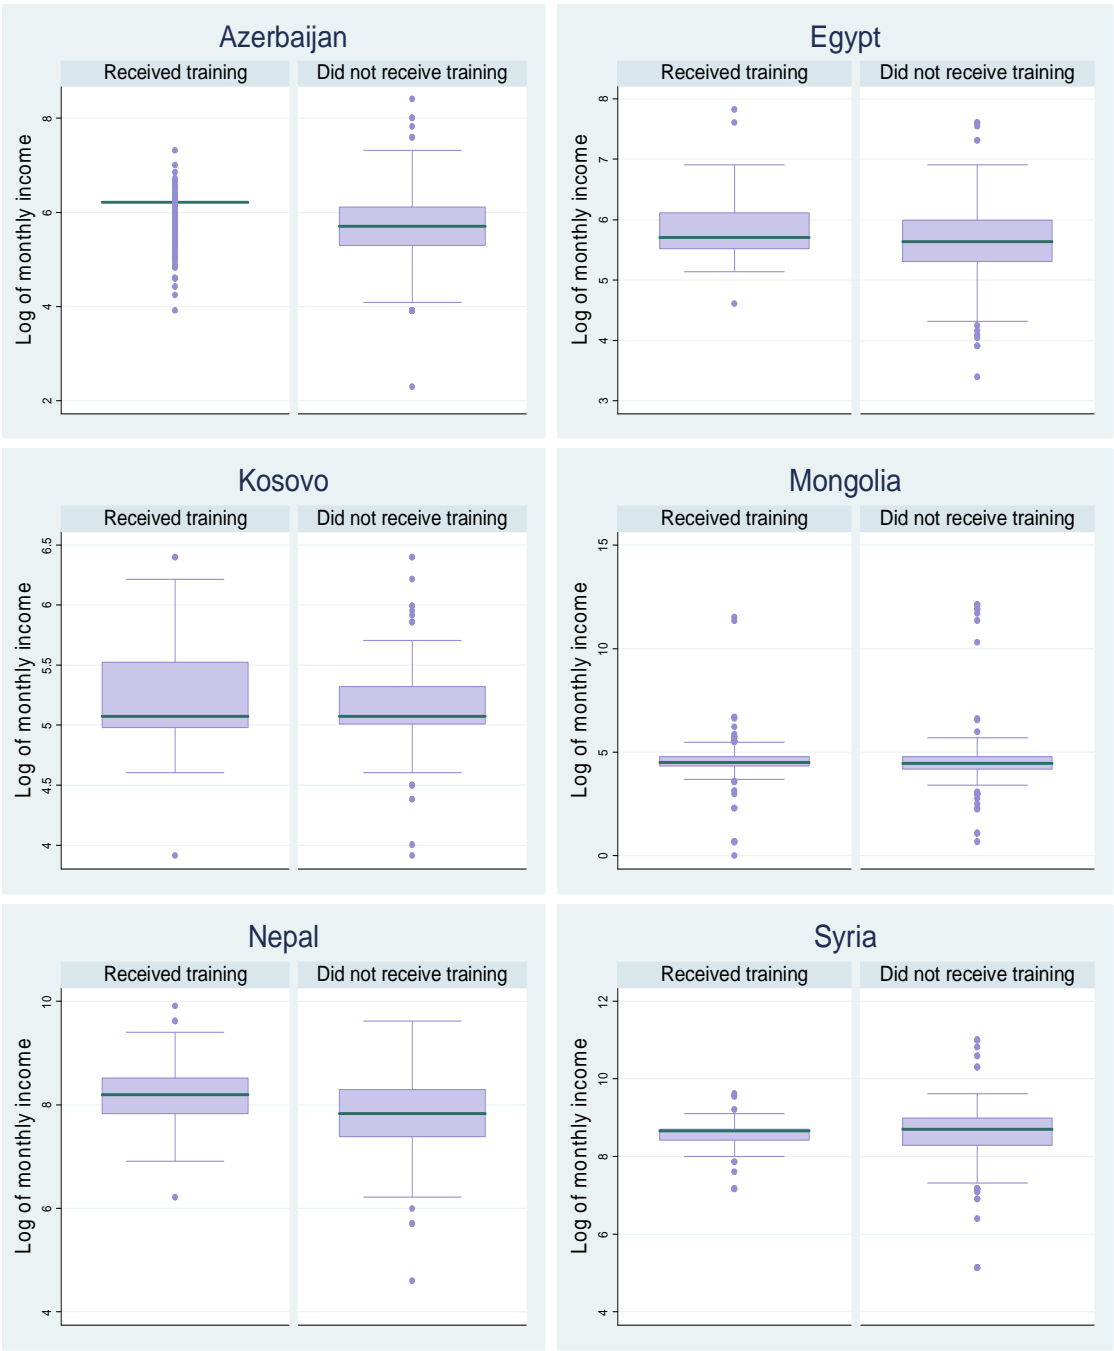 Azerbaijan
Received training
Did not receive training
Log of monthly income
8
6
4
2
Egypt
Received training
Did not receive training
Log of monthly income
8
7
6
5
4
3
Kosovo
Received training
Did not receive training
Log of monthly income
6.5
6
5.5
5
4.5
4
Mongolia
Received training
Did not receive training
Log of monthly income
15
10
5
0
Nepal
Received training
Did not receive training
Log of monthly income
10
8
6
4
Syria
Received training
Did not receive training
Log of monthly income
12
10
8
6
4